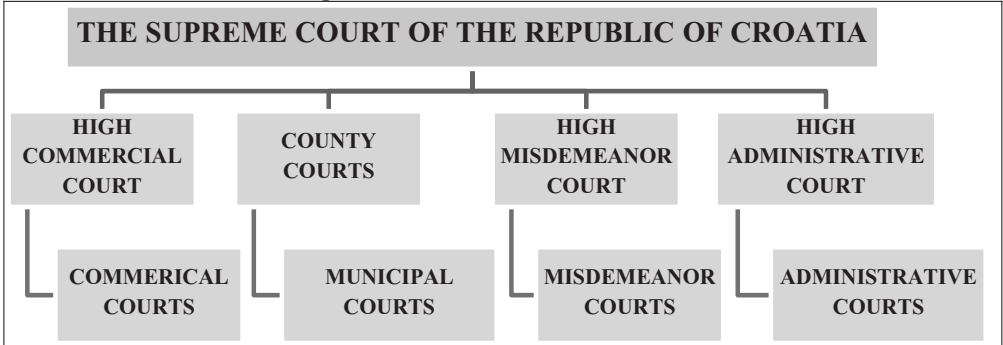 THE SUPREME COURT OF THE REPUBLIC OF CROATIA
HIGH
COMMERCIAL
COURT
COUNTY
COURTS
HIGH
MISDEMEANOR
COURT
HIGH
ADMINISTRATIVE
COURT
COMMERICAL
COURTS
MUNICIPAL
COURTS
MISDEMEANOR
COURTS
ADMINISTRATIVE
COURTS